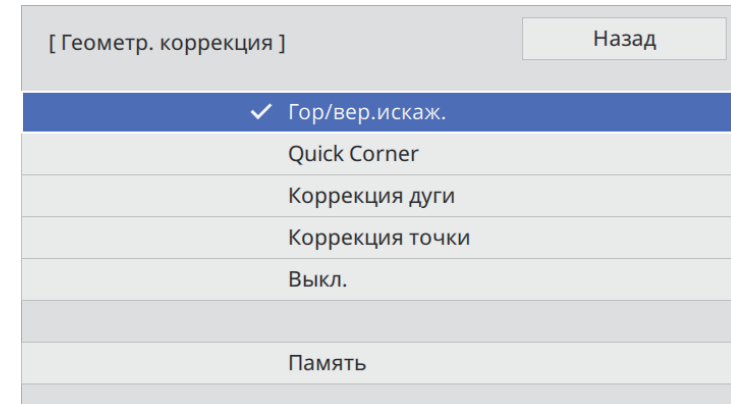 [ Геометр. коррекция ]
Назад
Гор/вер.искаж.
Quick Corner
Коррекция дуги
Коррекция точки
Выкл.
Память